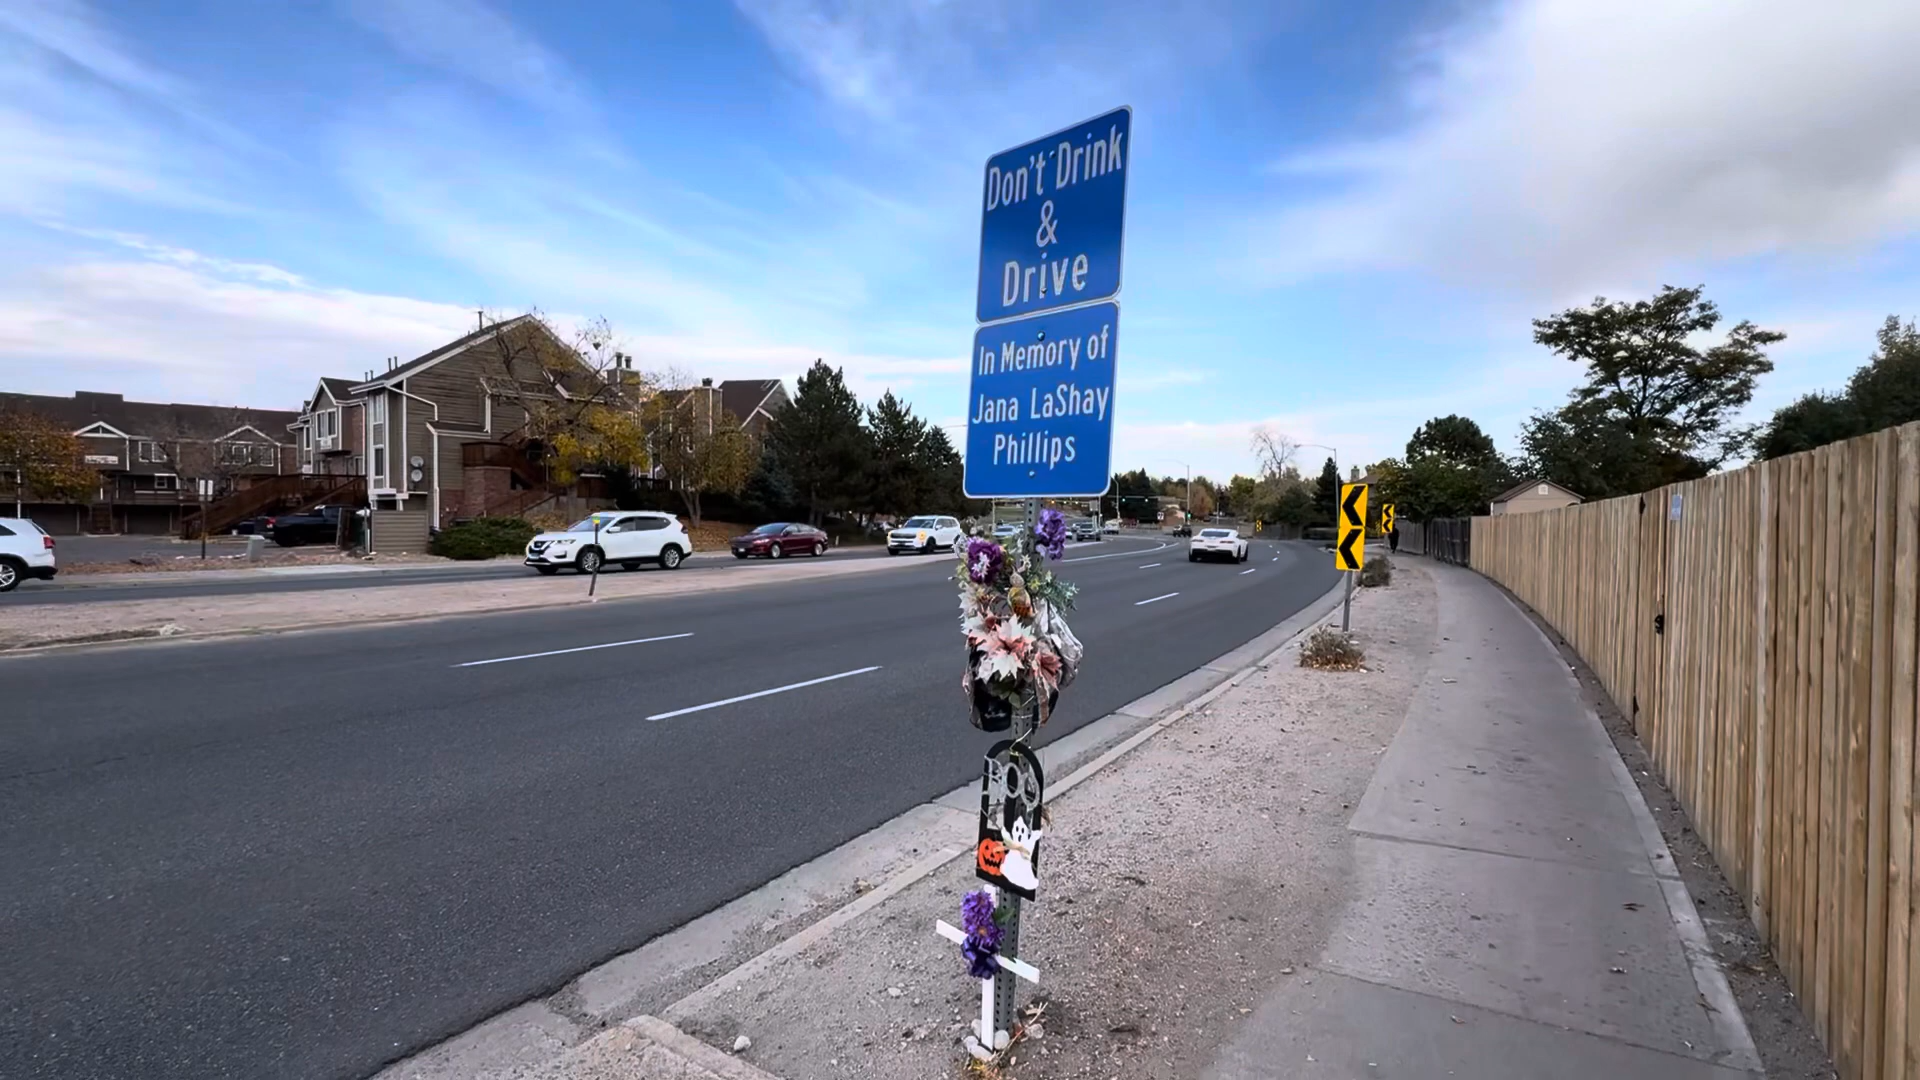 Don't Drink
&
Drive
In Memory of
Jana LaShay
Phillips
BOO